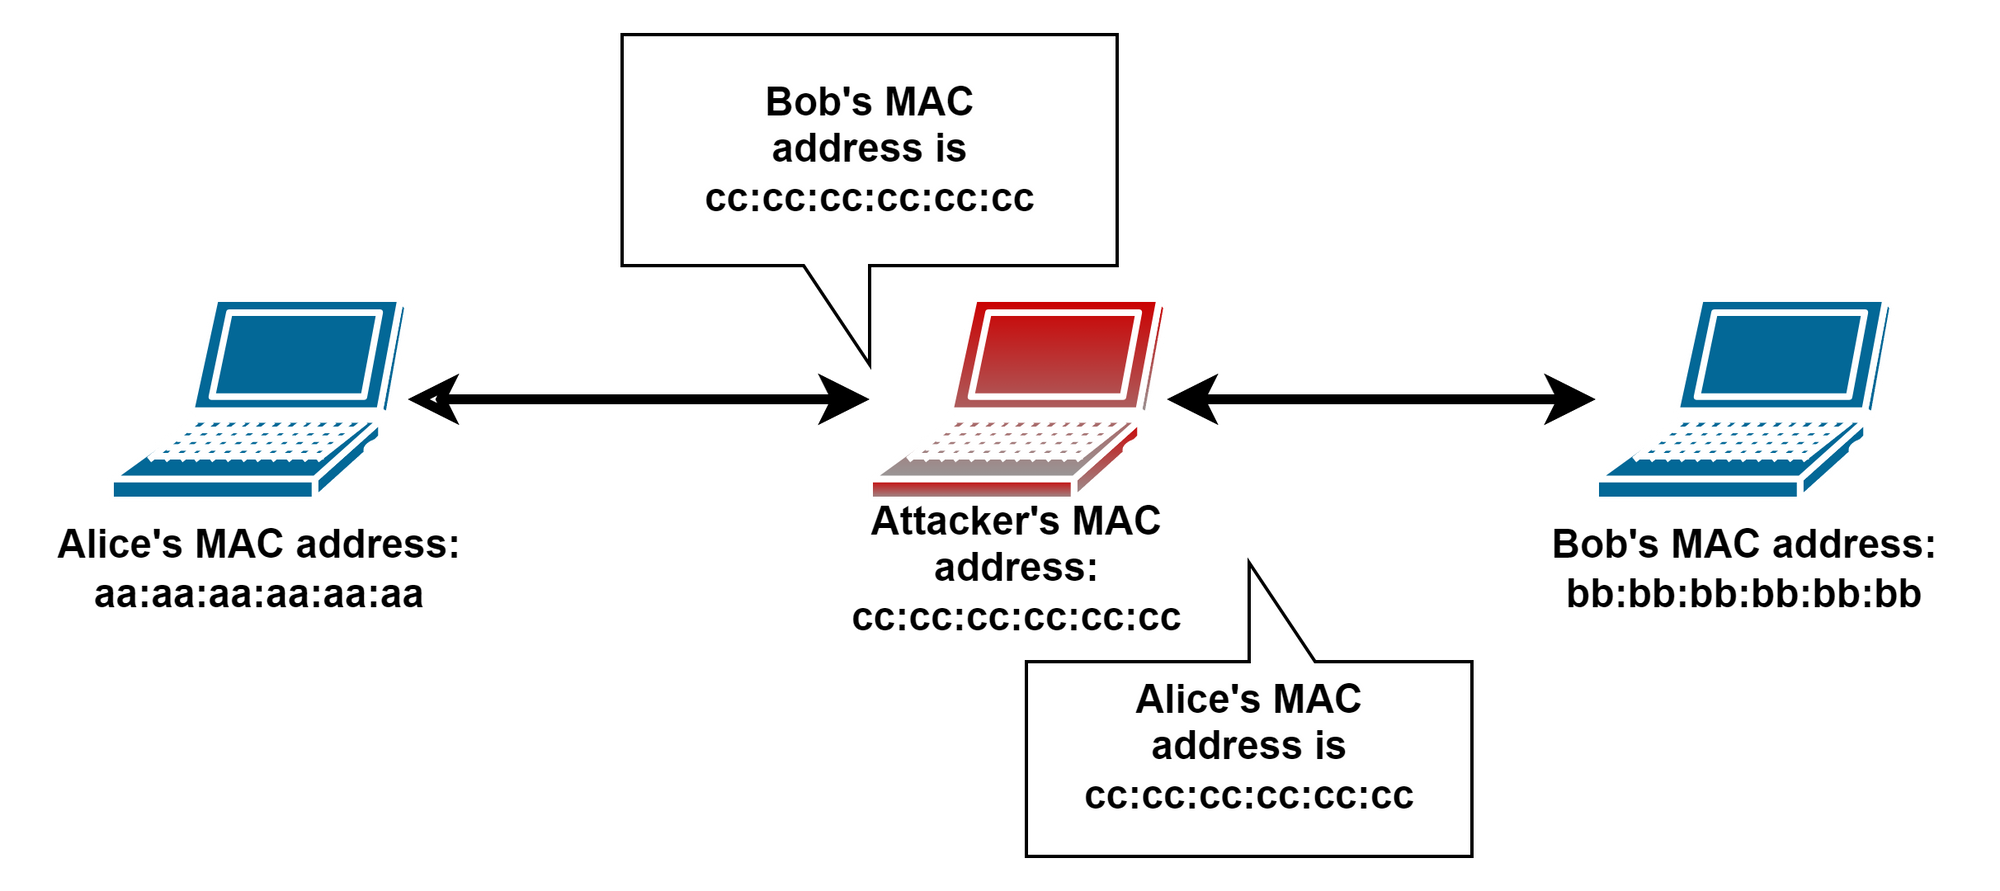 Bob's MAC
address is
cc:cc:cc:cc:cc:cc
Alice's MAC address:
aa:aa:aa:aa:aa:aa
Attacker's MAC
address:
cc:cc:cc:cc:cc:cc
Bob's MAC address:
bb:bb:bb:bb:bb:bb
Alice's MAC
address is
cc:cc:cc:cc:cc:cc